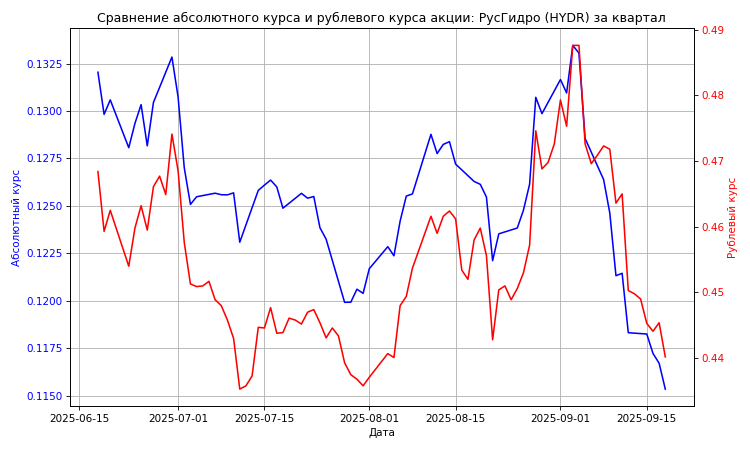 Сравнение абсолютного курса и рублевого курса акции: РусГидро (HYDR) за квартал
0.49
0.1325
0.48
0.1300
0.1275
0.47
0.1250
0.46
0.1225
0.1200
0.45
0.1175
0.44
0.1150
Абсолютный курс
Рублевый курс
2025-06-15 2025-07-01 2025-07-15 2025-08-01 2025-08-15 2025-09-01 2025-09-15
Дата